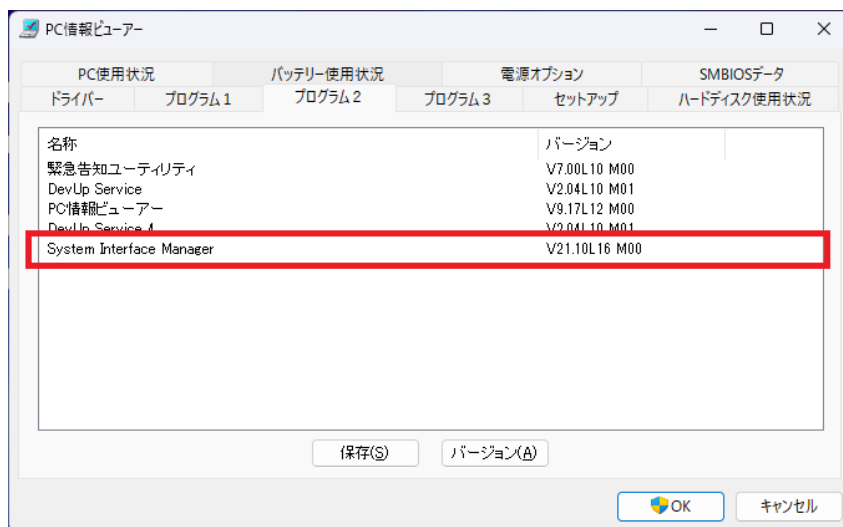 PC情報ビューアー
PC使用状況 バッテリー使用状況 電源オプション SMBIOSデータ
ドライバー プログラム1 プログラム2 プログラム3 セットアップ ハードディスク使用状況
名称 バージョン
緊急告知ユーティリティ V7.00L10 M00
DevUp Service V2.04L10 M01
PC情報ビューアー V9.17L12 M00
DevUp Service 4 V2.04L10 M01
System Interface Manager V21.10L16 M00
保存(S) バージョン(A)
OK キャンセル